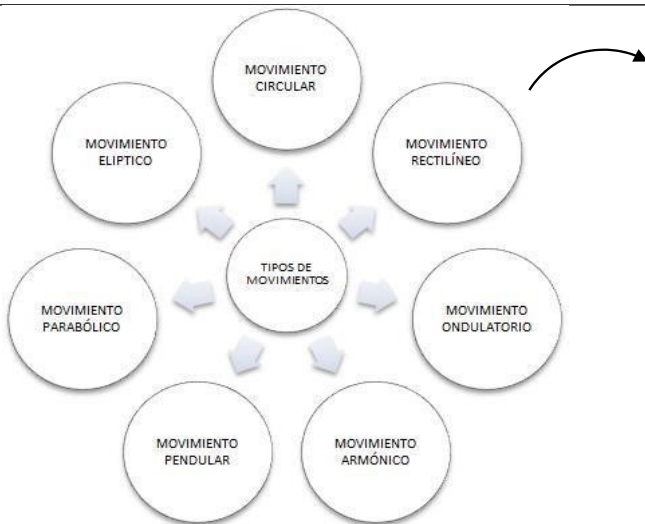 MOVIMIENTO
CIRCULAR
MOVIMIENTO
ELIPTICO
MOVIMIENTO
RECTILÍNEO
TIPOS DE
MOVIMIENTOS
MOVIMIENTO
PARABÓLICO
MOVIMIENTO
ONDULATORIO
MOVIMIENTO
PENDULAR
MOVIMIENTO
ARMÓNICO